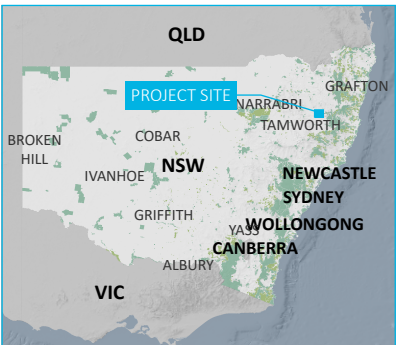 QLD
PROJECT SITE
GRAFTON
NARRABRI
TAMWORTH
BROKEN
HILL
COBAR
NSW
IVANHOE
NEWCASTLE
SYDNEY
GRIFFITH
YASS
WOLLONGONG
CANBERRA
ALBURY
VIC